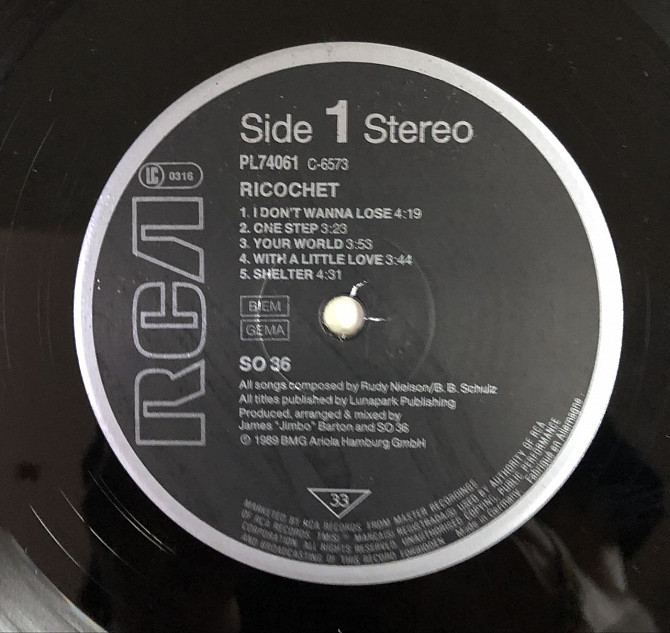 Side 1 Stereo
PL74061 C-6573
LC 0316
RICOCHET
1. I DON'T WANNA LOSE 4:19
2. ONE STEP 3:23
3. YOUR WORLD 3:53
4. WITH A LITTLE LOVE 3:44
5. SHELTER 4:31
BIEM
GEMA
RCA
SO 36
All songs composed by Rudy Nielson/B. B. Schulz
All titles published by Lunapark Publishing
Produced, arranged & mixed by
James "Jimbo" Barton and SO 36
℗ 1989 BMG Ariola Hamburg GmbH
33
MARKETED BY RCA RECORDS. FROM MASTER RECORDINGS
OF RCA RECORDS. TM(S) ® MARCA(S) REGISTRADA(S) USED BY AUTHORITY OF RCA
CORPORATION. ALL RIGHTS RESERVED. UNAUTHORISED COPYING, PUBLIC PERFORMANCE
AND BROADCASTING OF THIS RECORD FORBIDDEN. Made in Germany. Fabriqué en Allemagne.